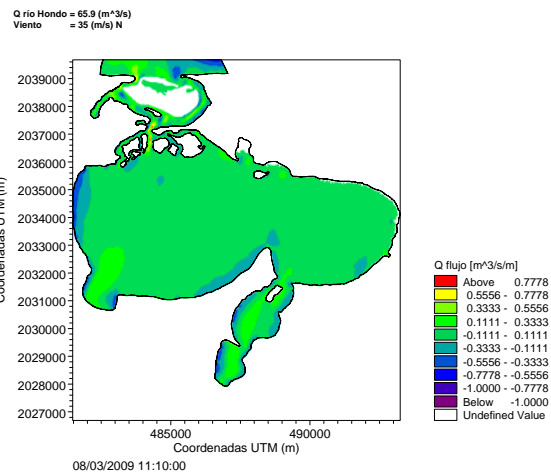 Q río Hondo = 65.9 (m^3/s)
Viento = 35 (m/s) N
2039000
2038000
2037000
2036000
2035000
2034000
2033000
2032000
2031000
2030000
2029000
2028000
2027000
Coordenadas UTM (m)
485000
490000
Coordenadas UTM (m)
08/03/2009 11:10:00
Q flujo [m^3/s/m]
Above 0.7778
0.5556 - 0.7778
0.3333 - 0.5556
0.1111 - 0.3333
-0.1111 - 0.1111
-0.3333 - -0.1111
-0.5556 - -0.3333
-0.7778 - -0.5556
-1.0000 - -0.7778
Below -1.0000
Undefined Value